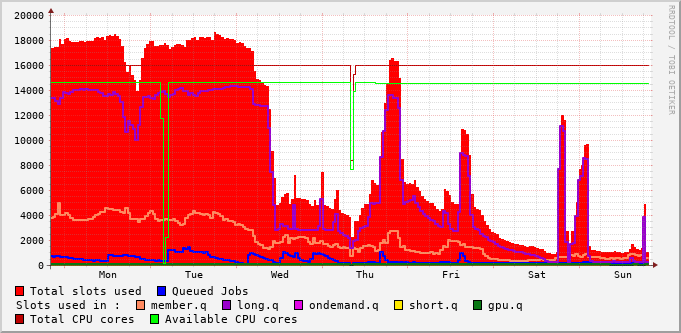 20000
18000
16000
14000
12000
10000
8000
6000
4000
2000
0
Mon Tue Wed Thu Fri Sat Sun
RRDTOOL / TOBI OETIKER
Total slots used Queued Jobs
Slots used in : member.q long.q ondemand.q short.q gpu.q
Total CPU cores Available CPU cores